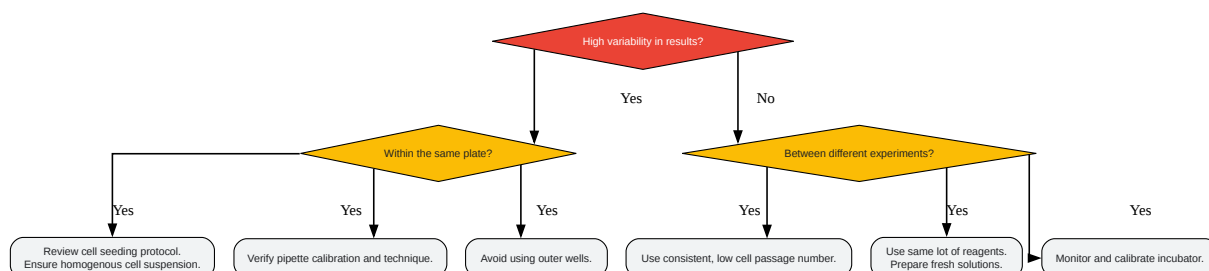 High variability in results?
Yes
No
Within the same plate?
Between different experiments?
Yes
Yes
Yes
Yes
Yes
Yes
Review cell seeding protocol.
Ensure homogenous cell suspension.
Verify pipette calibration and technique.
Avoid using outer wells.
Use consistent, low cell passage number.
Use same lot of reagents.
Prepare fresh solutions.
Monitor and calibrate incubator.